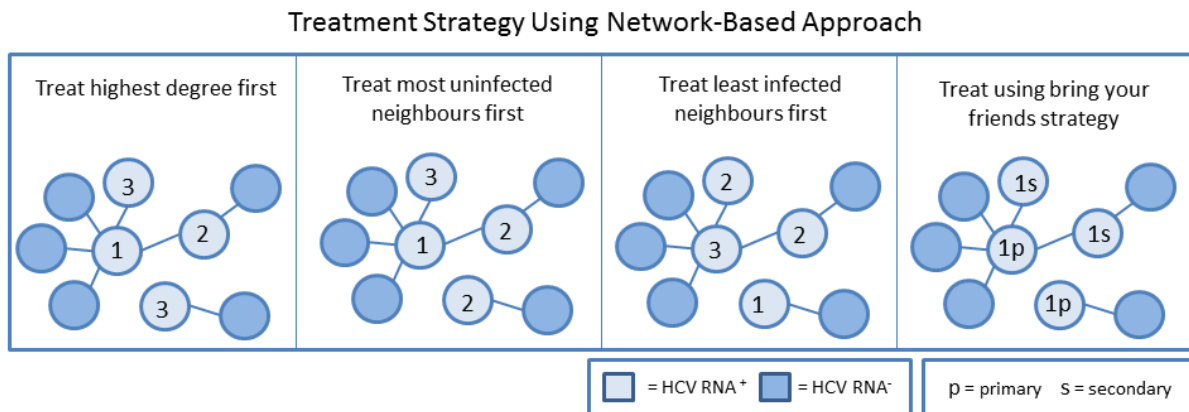 Treatment Strategy Using Network-Based Approach
Treat highest degree first
3
2
1
3
Treat most uninfected
neighbours first
3
2
1
2
Treat least infected
neighbours first
2
2
3
1
Treat using bring your
friends strategy
1s
1s
1p
1p
= HCV RNA⁺
= HCV RNA⁻
p = primary s = secondary